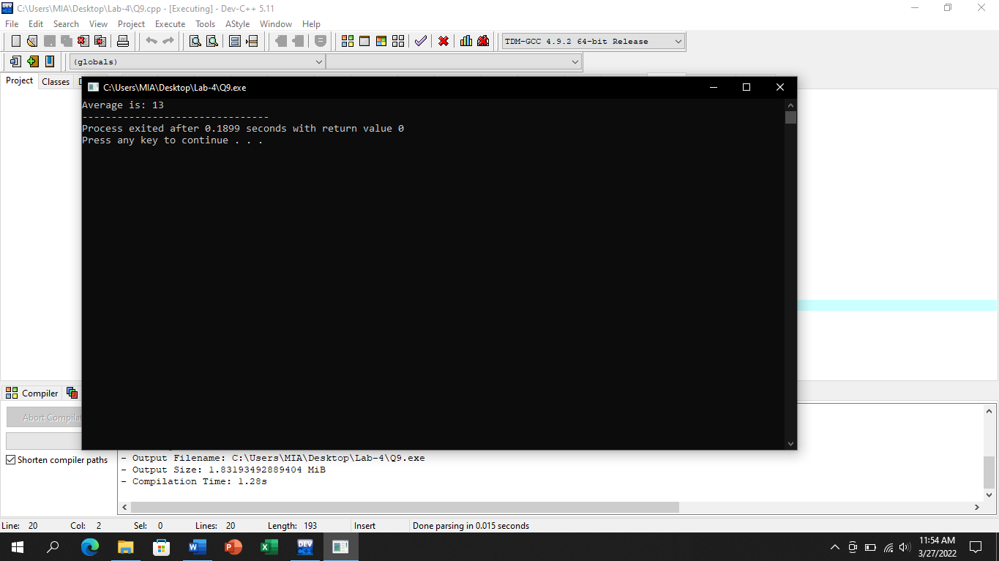 C:\Users\MIA\Desktop\Lab-4\Q9.cpp - [Executing] - Dev-C++ 5.11
File Edit Search View Project Execute Tools AStyle Window Help
TDM-GCC 4.9.2 64-bit Release
(globals)
Project Classes
C:\Users\MIA\Desktop\Lab-4\Q9.exe
Average is: 13
--------------------------------
Process exited after 0.1899 seconds with return value 0
Press any key to continue . . .
Compiler
Abort
Shorten compiler paths
- Output Filename: C:\Users\MIA\Desktop\Lab-4\Q9.exe
- Output Size: 1.83193492889404 MiB
- Compilation Time: 1.28s
Line: 20 Col: 2 Sel: 0 Lines: 20 Length: 193 Insert Done parsing in 0.015 seconds
DEV C++
11:54 AM
3/27/2022